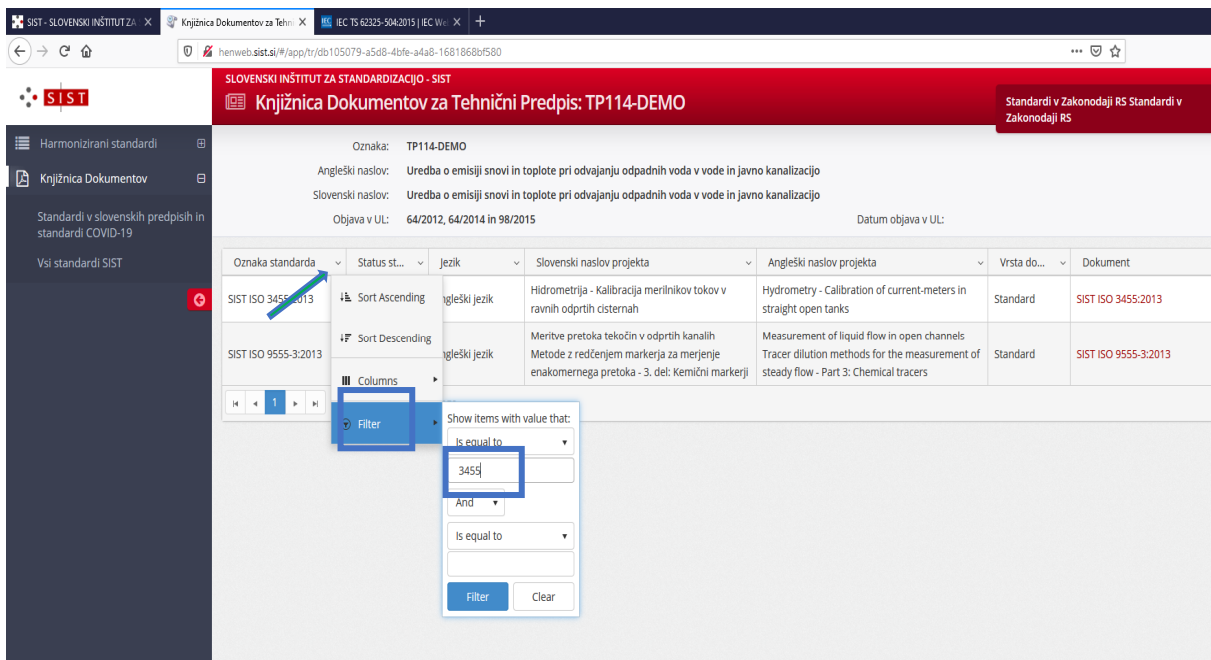 SIST - SLOVENSKI INŠTITUT ZA
Knjižnica Dokumentov za Tehni
IEC TS 62325-504:2015 | IEC We
henweb.sist.si/#/app/tr/db105079-a5d8-4bfe-a4a8-1681868bf580
SIST
SLOVENSKI INŠTITUT ZA STANDARDIZACIJO - SIST
Knjižnica Dokumentov za Tehnični Predpis: TP114-DEMO
Standardi v Zakonodaji RS Standardi v
Zakonodaji RS
Harmonizirani standardi
Knjižnica Dokumentov
Standardi v slovenskih predpisih in
standardi COVID-19
Vsi standardi SIST
Oznaka: TP114-DEMO
Angleški naslov: Uredba o emisiji snovi in toplote pri odvajanju odpadnih voda v vode in javno kanalizacijo
Slovenski naslov: Uredba o emisiji snovi in toplote pri odvajanju odpadnih voda v vode in javno kanalizacijo
Objava v UL: 64/2012, 64/2014 in 98/2015 Datum objava v UL:
Oznaka standarda Status st... Jezik Slovenski naslov projekta Angleški naslov projekta Vrsta do... Dokument
SIST ISO 3455:2013 ngleški jezik Hidrometrija - Kalibracija merilnikov tokov v Hydrometry - Calibration of current-meters in Standard SIST ISO 3455:2013
ravnih odprtih cisternah straight open tanks
SIST ISO 9555-3:2013 ngleški jezik Meritve pretoka tekočin v odprtih kanalih Measurement of liquid flow in open channels Standard SIST ISO 9555-3:2013
Metode z redčenjem markerja za merjenje Tracer dilution methods for the measurement of
enakomernega pretoka - 3. del: Kemični markerji steady flow - Part 3: Chemical tracers
1
Sort Ascending
Sort Descending
Columns
Filter
Show items with value that:
Is equal to
3455
And
Is equal to
Filter Clear